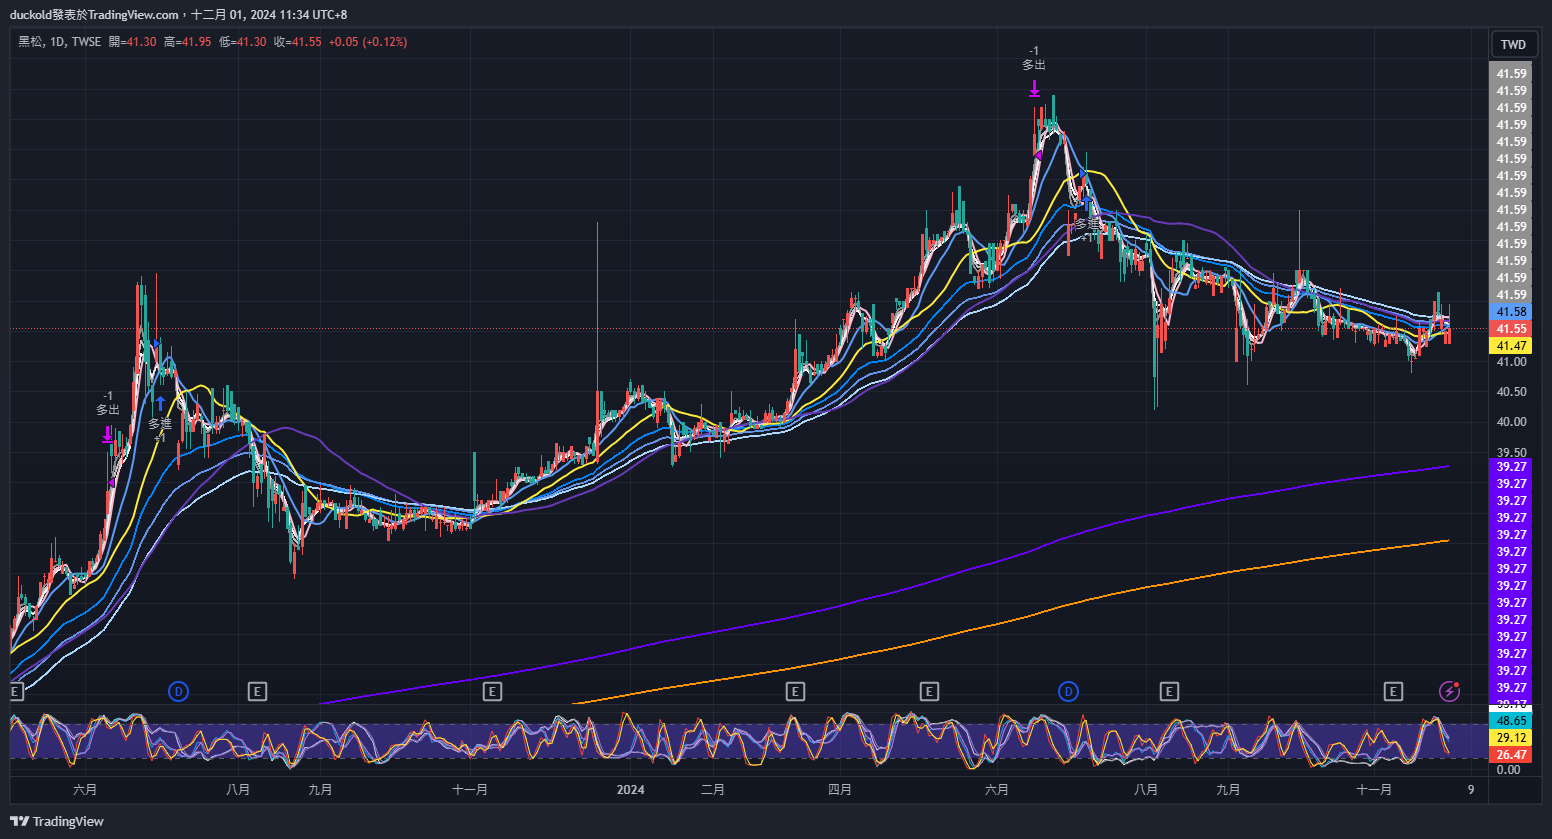 duckold發表於TradingView.com，十二月 01, 2024 11:34 UTC+8
黑松, 1D, TWSE 開=41.30 高=41.95 低=41.30 收=41.55 +0.05 (+0.12%)
TWD
-1
多出
41.59
41.59
41.59
41.59
41.59
41.59
41.59
41.59
41.59
41.59
41.59
41.59
41.59
41.59
41.58
41.55
41.47
41.00
40.50
40.00
39.50
-1
多出
多進
+1
多進
+1
39.27
39.27
39.27
39.27
39.27
39.27
39.27
39.27
39.27
39.27
39.27
39.27
39.27
39.27
E
D
E
E
E
E
D
E
E
48.65
29.12
26.47
0.00
六月 八月 九月 十一月 2024 二月 四月 六月 八月 九月 十一月 9
TradingView